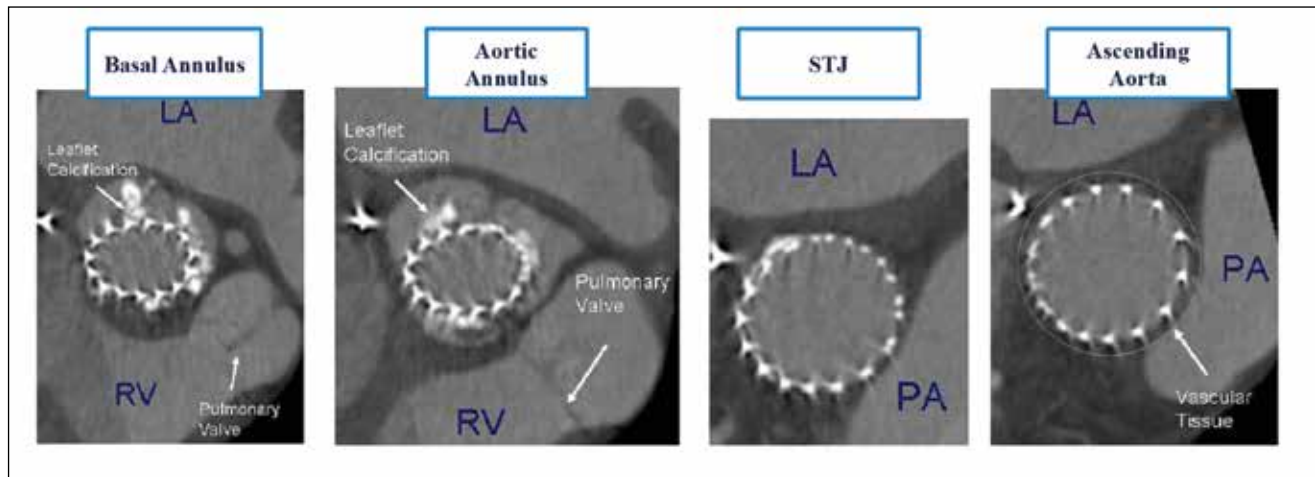 Basal Annulus
LA
Leaflet
Calcification
RV
Pulmonary
Valve
Aortic
Annulus
LA
Leaflet
Calcification
Pulmonary
Valve
RV
STJ
LA
PA
Ascending
Aorta
LA
PA
Vascular
Tissue